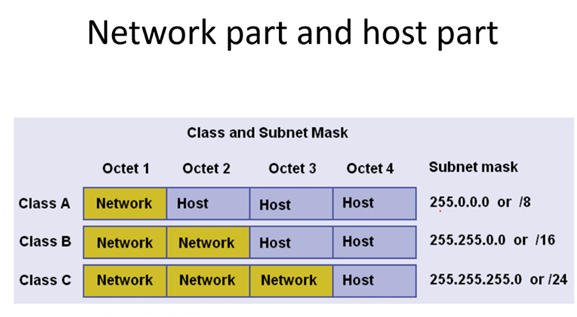 Network part and host part
Class and Subnet Mask
Octet 1 Octet 2 Octet 3 Octet 4 Subnet mask
Class A Network Host Host Host 255.0.0.0 or /8
Class B Network Network Host Host 255.255.0.0 or /16
Class C Network Network Network Host 255.255.255.0 or /24